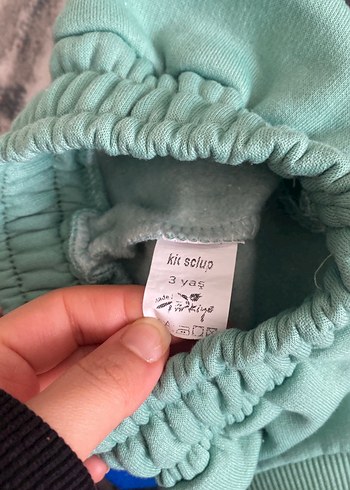 kit sclup
3 yaş
Türkiye